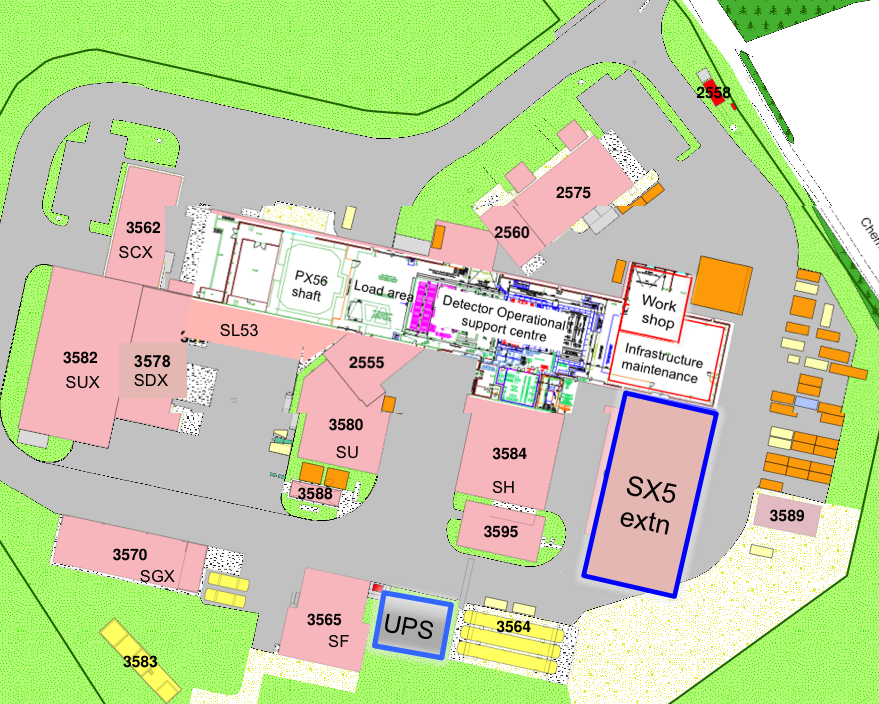 2558
2575
2560
3562
SCX
PX56
shaft
Load area
Detector Operational
support centre
Work
shop
Infrastructure
maintenance
SL53
3582
SUX
3578
SDX
2555
3580
SU
3584
SH
SX5
extn
3588
3595
3589
3570
SGX
3565
SF
UPS
3564
3583
Chem